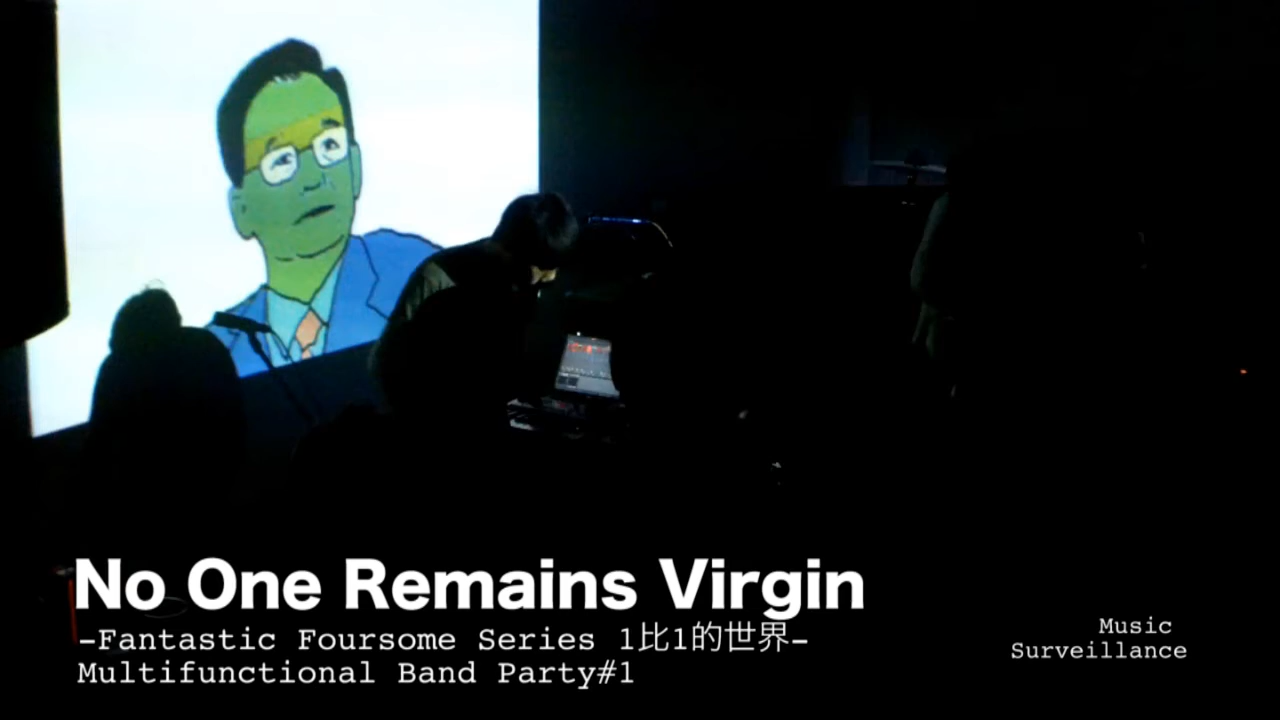 No One Remains Virgin
-Fantastic Foursome Series 1比1的世界-
Multifunctional Band Party#1
Music
Surveillance